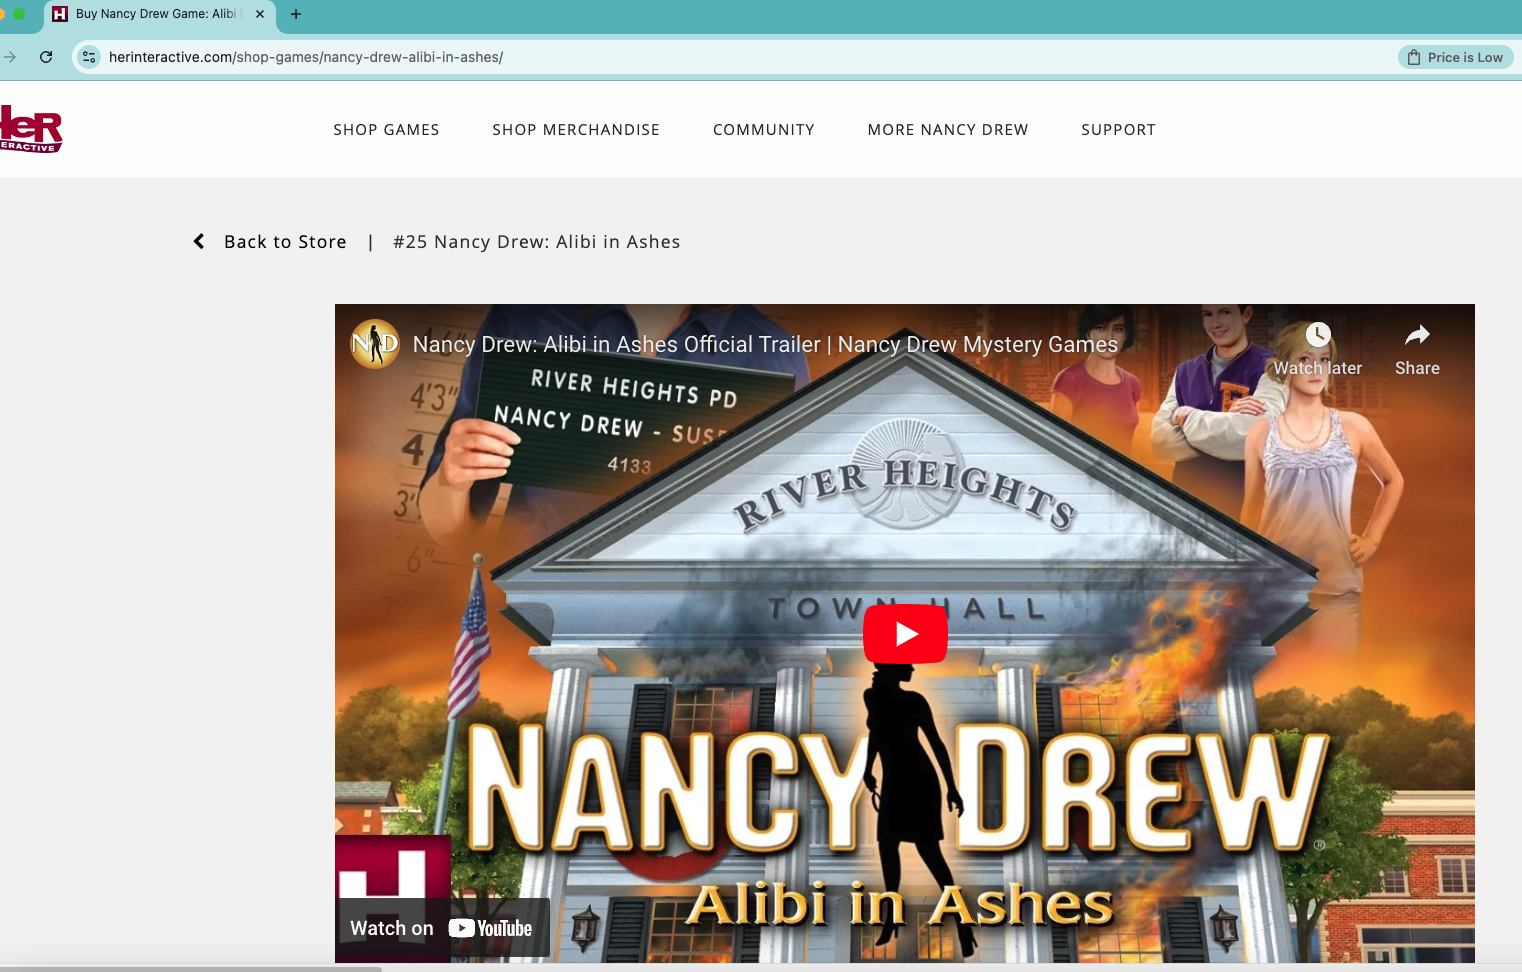 Buy Nancy Drew Game: Alibi
herinteractive.com/shop-games/nancy-drew-alibi-in-ashes/
Price is Low
HeR
ERACTIVE
SHOP GAMES
SHOP MERCHANDISE
COMMUNITY
MORE NANCY DREW
SUPPORT
Back to Store | #25 Nancy Drew: Alibi in Ashes
ND
Nancy Drew: Alibi in Ashes Official Trailer | Nancy Drew Mystery Games
Watch later
Share
4'3"
4
3'
6"
RIVER HEIGHTS PD
NANCY DREW - SUSP
4133
RIVER HEIGHTS
TOWN HALL
NANCY DREW
®
Alibi in Ashes
H
Watch on YouTube